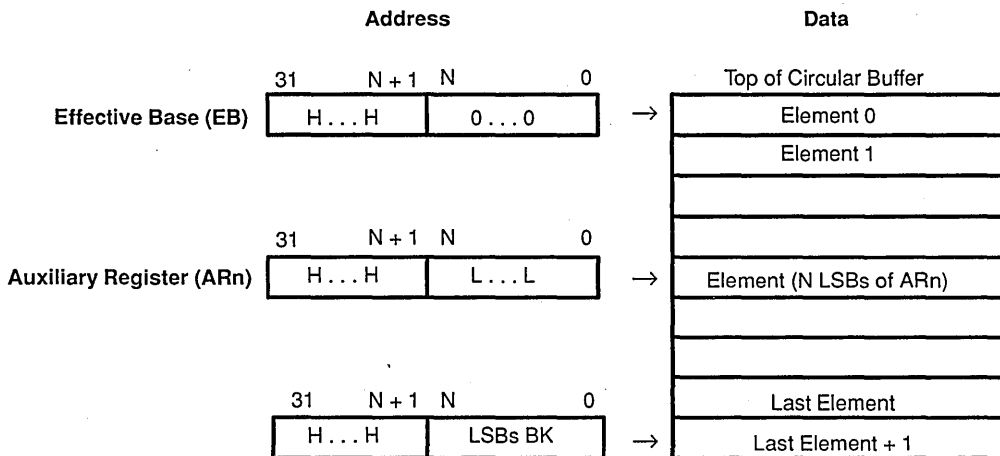 Address Data
31 N + 1 N 0 Top of Circular Buffer
Effective Base (EB) H . . . H 0 . . . 0 → Element 0
Element 1
31 N + 1 N 0
Auxiliary Register (ARn) H . . . H L . . . L → Element (N LSBs of ARn)
31 N + 1 N 0 Last Element
H . . . H LSBs BK → Last Element + 1